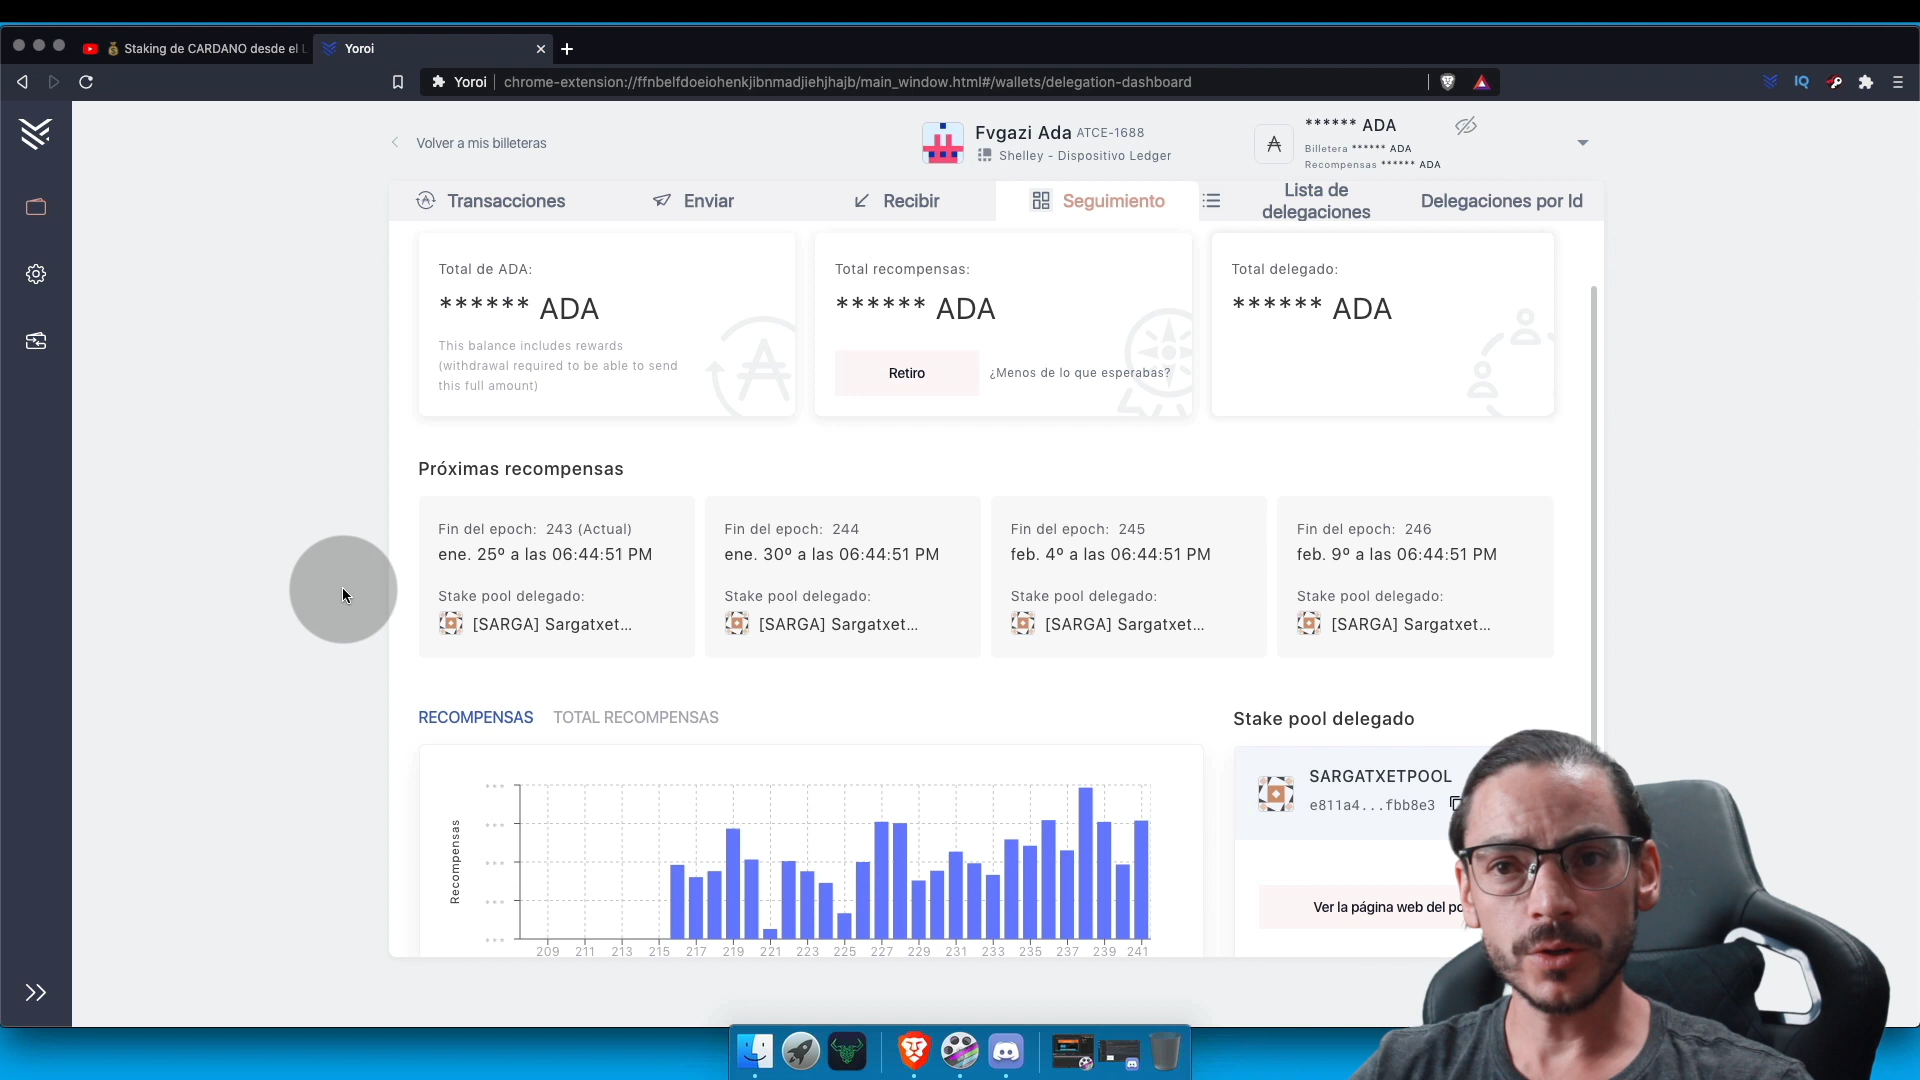 💰 Staking de CARDANO desde el L
Yoroi
Yoroi
chrome-extension://ffnbelfdoeiohenkjibnmadjiehjhajb/main_window.html#/wallets/delegation-dashboard
IQ
Volver a mis billeteras
Fvgazi Ada ATCE-1688
Shelley - Dispositivo Ledger
****** ADA
Billetera ****** ADA
Recompensas ****** ADA
Transacciones
Enviar
Recibir
Seguimiento
Lista de
delegaciones
Delegaciones por Id
Total de ADA:
****** ADA
This balance includes rewards
(withdrawal required to be able to send
this full amount)
Total recompensas:
****** ADA
Retiro
¿Menos de lo que esperabas?
Total delegado:
****** ADA
Próximas recompensas
Fin del epoch: 243 (Actual)
ene. 25º a las 06:44:51 PM
Stake pool delegado:
[SARGA] Sargatxet...
Fin del epoch: 244
ene. 30º a las 06:44:51 PM
Stake pool delegado:
[SARGA] Sargatxet...
Fin del epoch: 245
feb. 4º a las 06:44:51 PM
Stake pool delegado:
[SARGA] Sargatxet...
Fin del epoch: 246
feb. 9º a las 06:44:51 PM
Stake pool delegado:
[SARGA] Sargatxet...
RECOMPENSAS
TOTAL RECOMPENSAS
Recompensas
***
***
***
***
***
209 211 213 215 217 219 221 223 225 227 229 231 233 235 237 239 241
Stake pool delegado
SARGATXETPOOL
e811a4...fbb8e3
Ver la página web del po